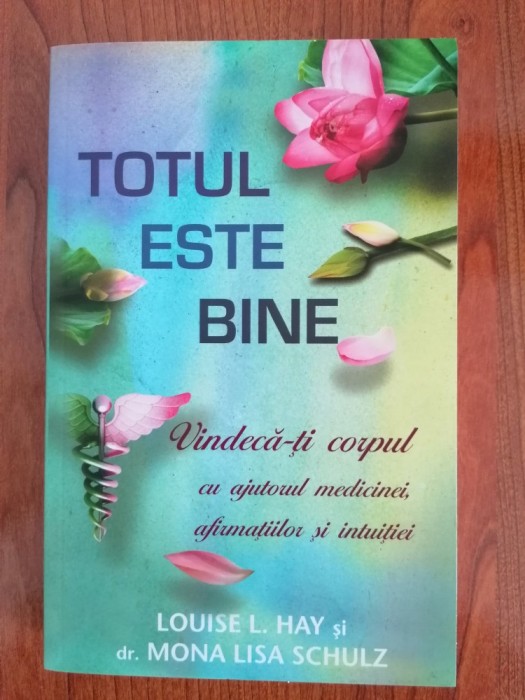 TOTUL
ESTE
BINE
Vindecă-ți corpul
cu ajutorul medicinei,
afirmațiilor și intuiției
LOUISE L. HAY și
dr. MONA LISA SCHULZ